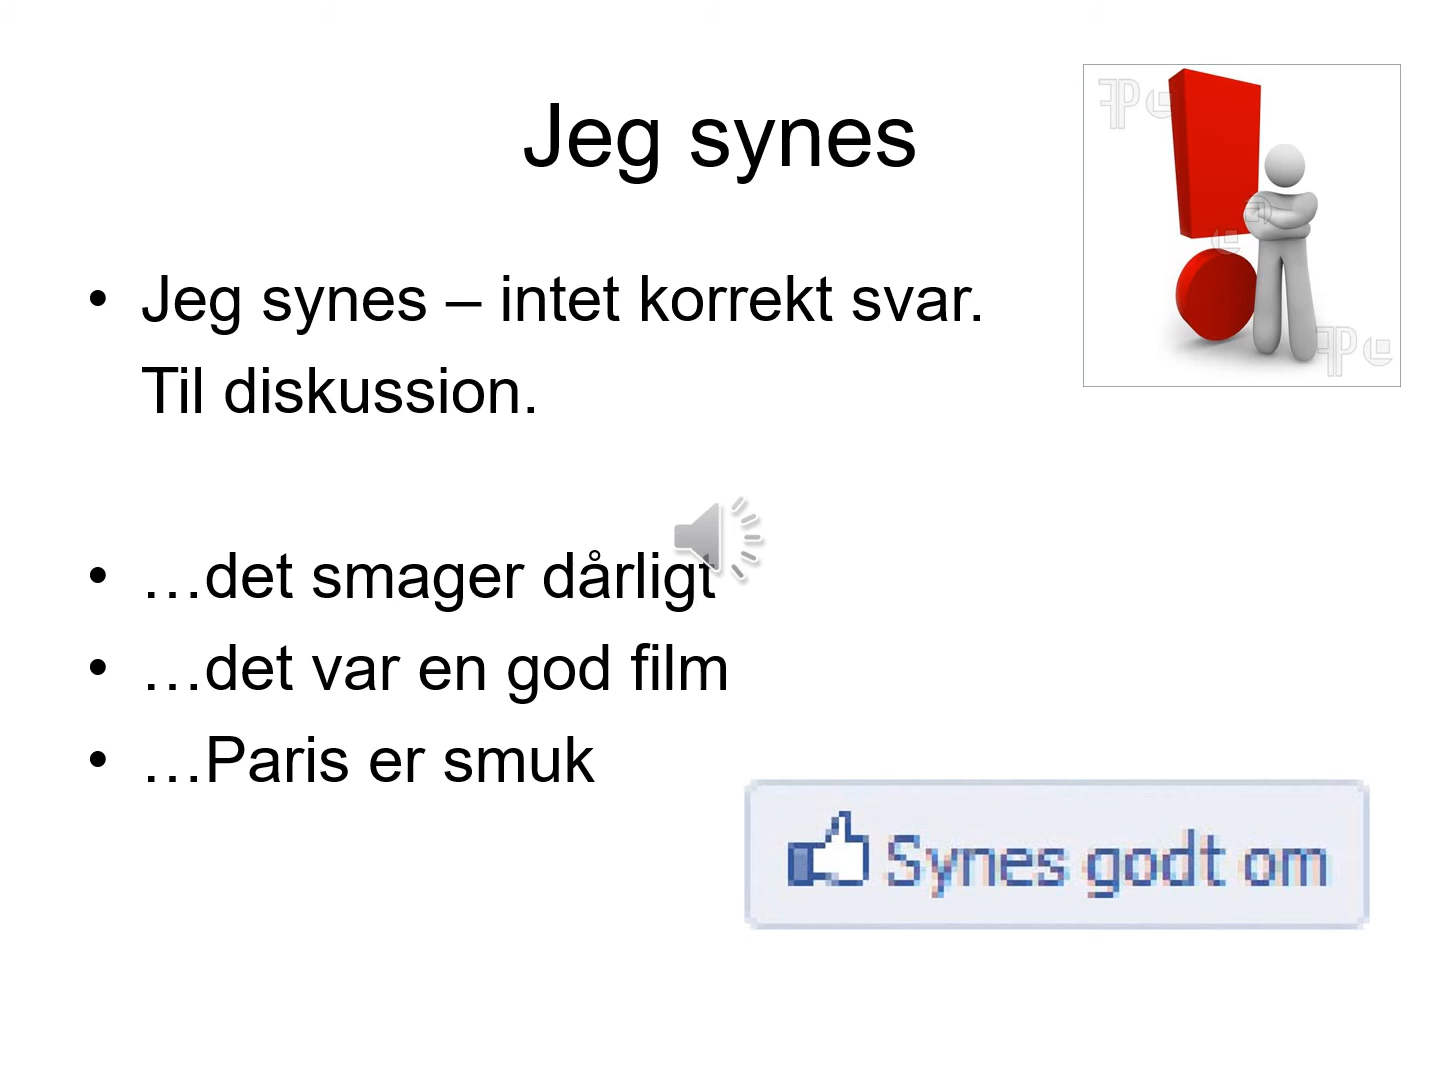 Jeg synes
• Jeg synes – intet korrekt svar.
Til diskussion.
• …det smager dårligt
• …det var en god film
• …Paris er smuk
Synes godt om